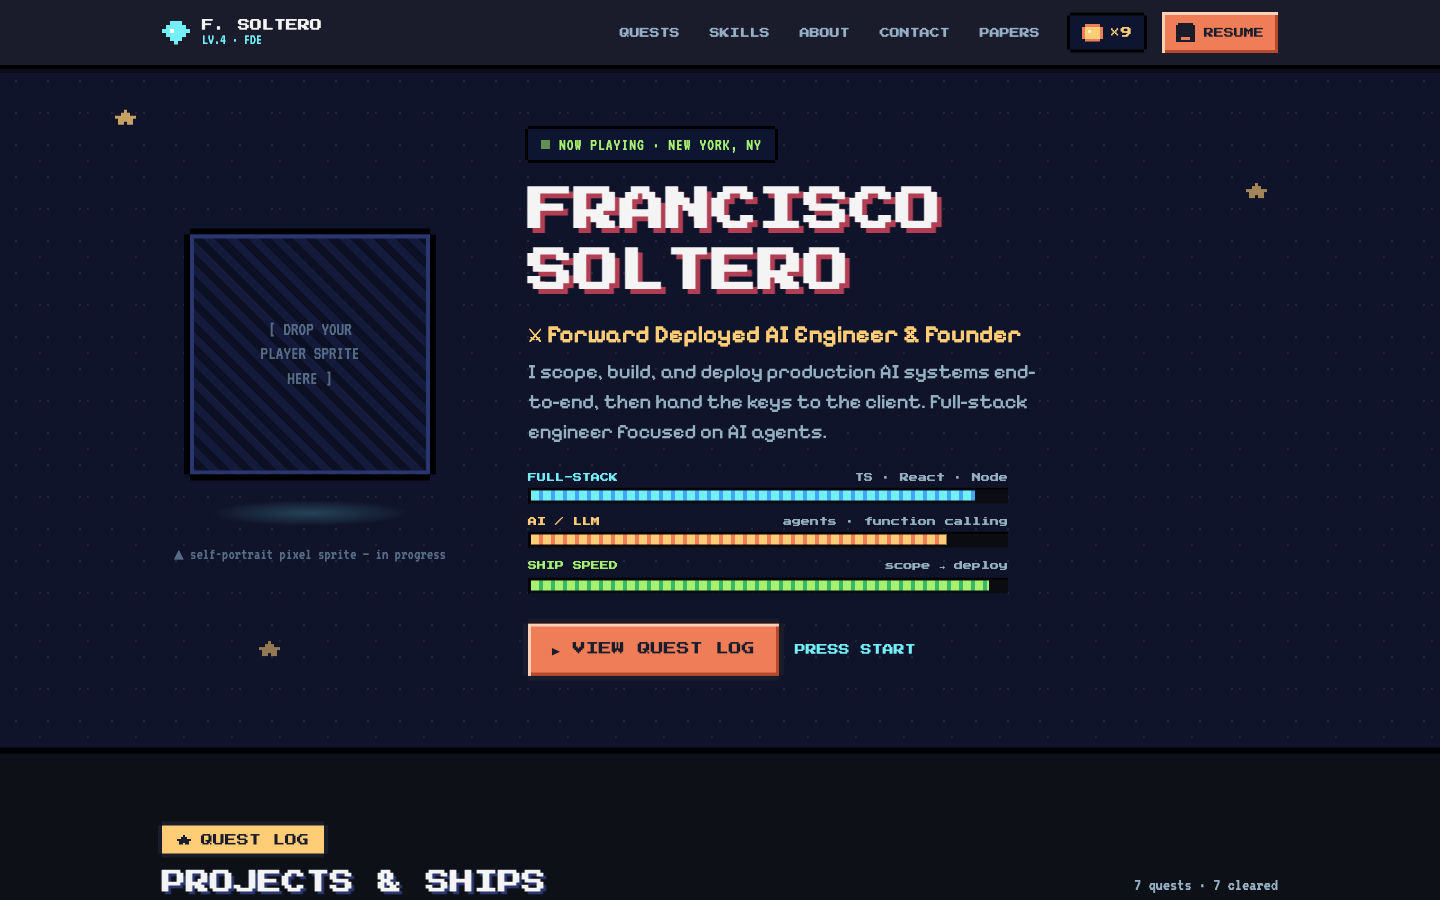 F. SOLTERO
LV.4 · FDE
QUESTS
SKILLS
ABOUT
CONTACT
PAPERS
×9
RESUME
NOW PLAYING · NEW YORK, NY
FRANCISCO
SOLTERO
[ DROP YOUR
PLAYER SPRITE
HERE ]
▲ self-portrait pixel sprite — in progress
⚔ Forward Deployed AI Engineer & Founder
I scope, build, and deploy production AI systems end-
to-end, then hand the keys to the client. Full-stack
engineer focused on AI agents.
FULL-STACK
TS · React · Node
AI / LLM
agents · function calling
SHIP SPEED
scope → deploy
▶ VIEW QUEST LOG
PRESS START
QUEST LOG
PROJECTS & SHIPS
7 quests · 7 cleared